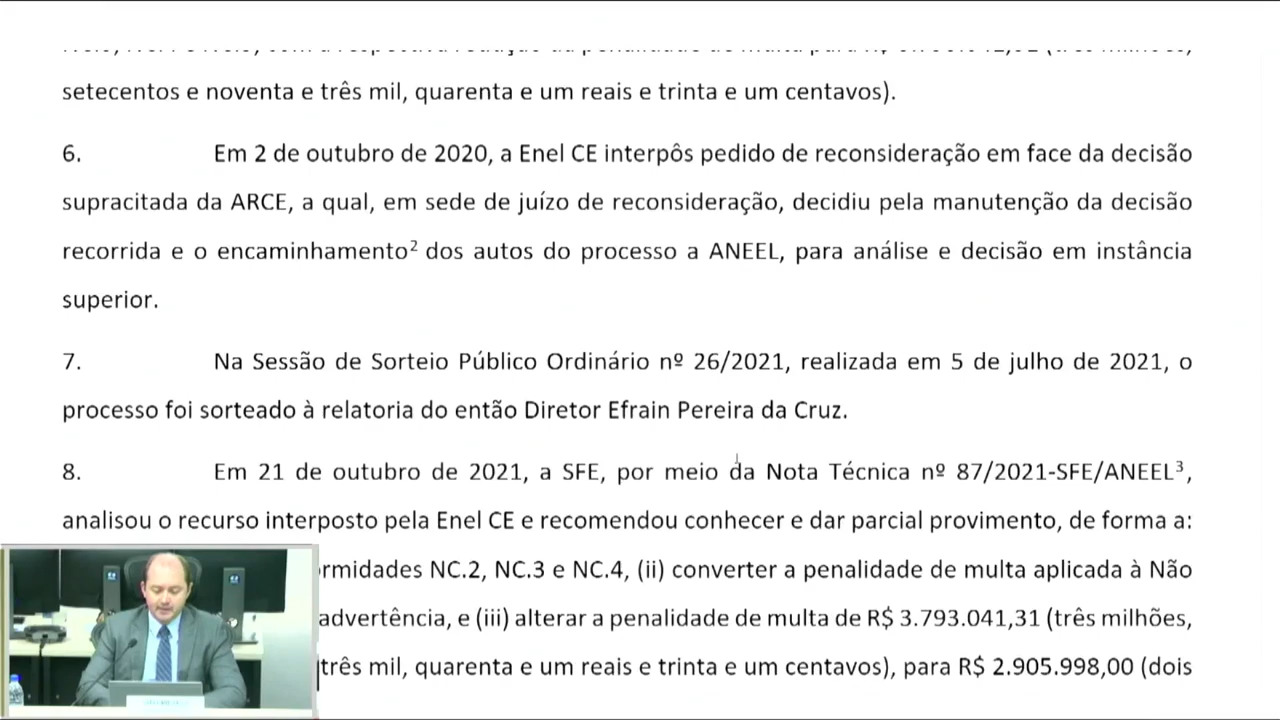 setecentos e noventa e três mil, quarenta e um reais e trinta e um centavos).
6. Em 2 de outubro de 2020, a Enel CE interpôs pedido de reconsideração em face da decisão
supracitada da ARCE, a qual, em sede de juízo de reconsideração, decidiu pela manutenção da decisão
recorrida e o encaminhamento² dos autos do processo a ANEEL, para análise e decisão em instância
superior.
7. Na Sessão de Sorteio Público Ordinário nº 26/2021, realizada em 5 de julho de 2021, o
processo foi sorteado à relatoria do então Diretor Efrain Pereira da Cruz.
8. Em 21 de outubro de 2021, a SFE, por meio da Nota Técnica nº 87/2021-SFE/ANEEL³,
analisou o recurso interposto pela Enel CE e recomendou conhecer e dar parcial provimento, de forma a:
rmidades NC.2, NC.3 e NC.4, (ii) converter a penalidade de multa aplicada à Não
advertência, e (iii) alterar a penalidade de multa de R$ 3.793.041,31 (três milhões,
três mil, quarenta e um reais e trinta e um centavos), para R$ 2.905.998,00 (dois